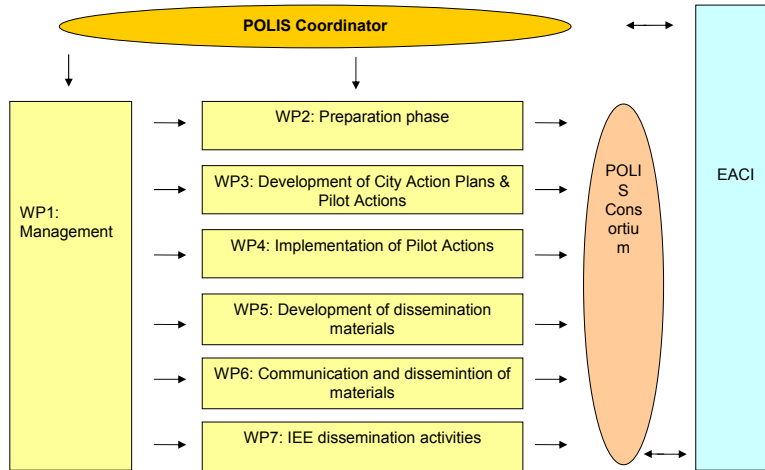 POLIS Coordinator
WP1:
Management
WP2: Preparation phase
WP3: Development of City Action Plans &
Pilot Actions
WP4: Implementation of Pilot Actions
WP5: Development of dissemination
materials
WP6: Communication and dissemintion of
materials
WP7: IEE dissemination activities
POLI
S
Cons
ortiu
m
EACI